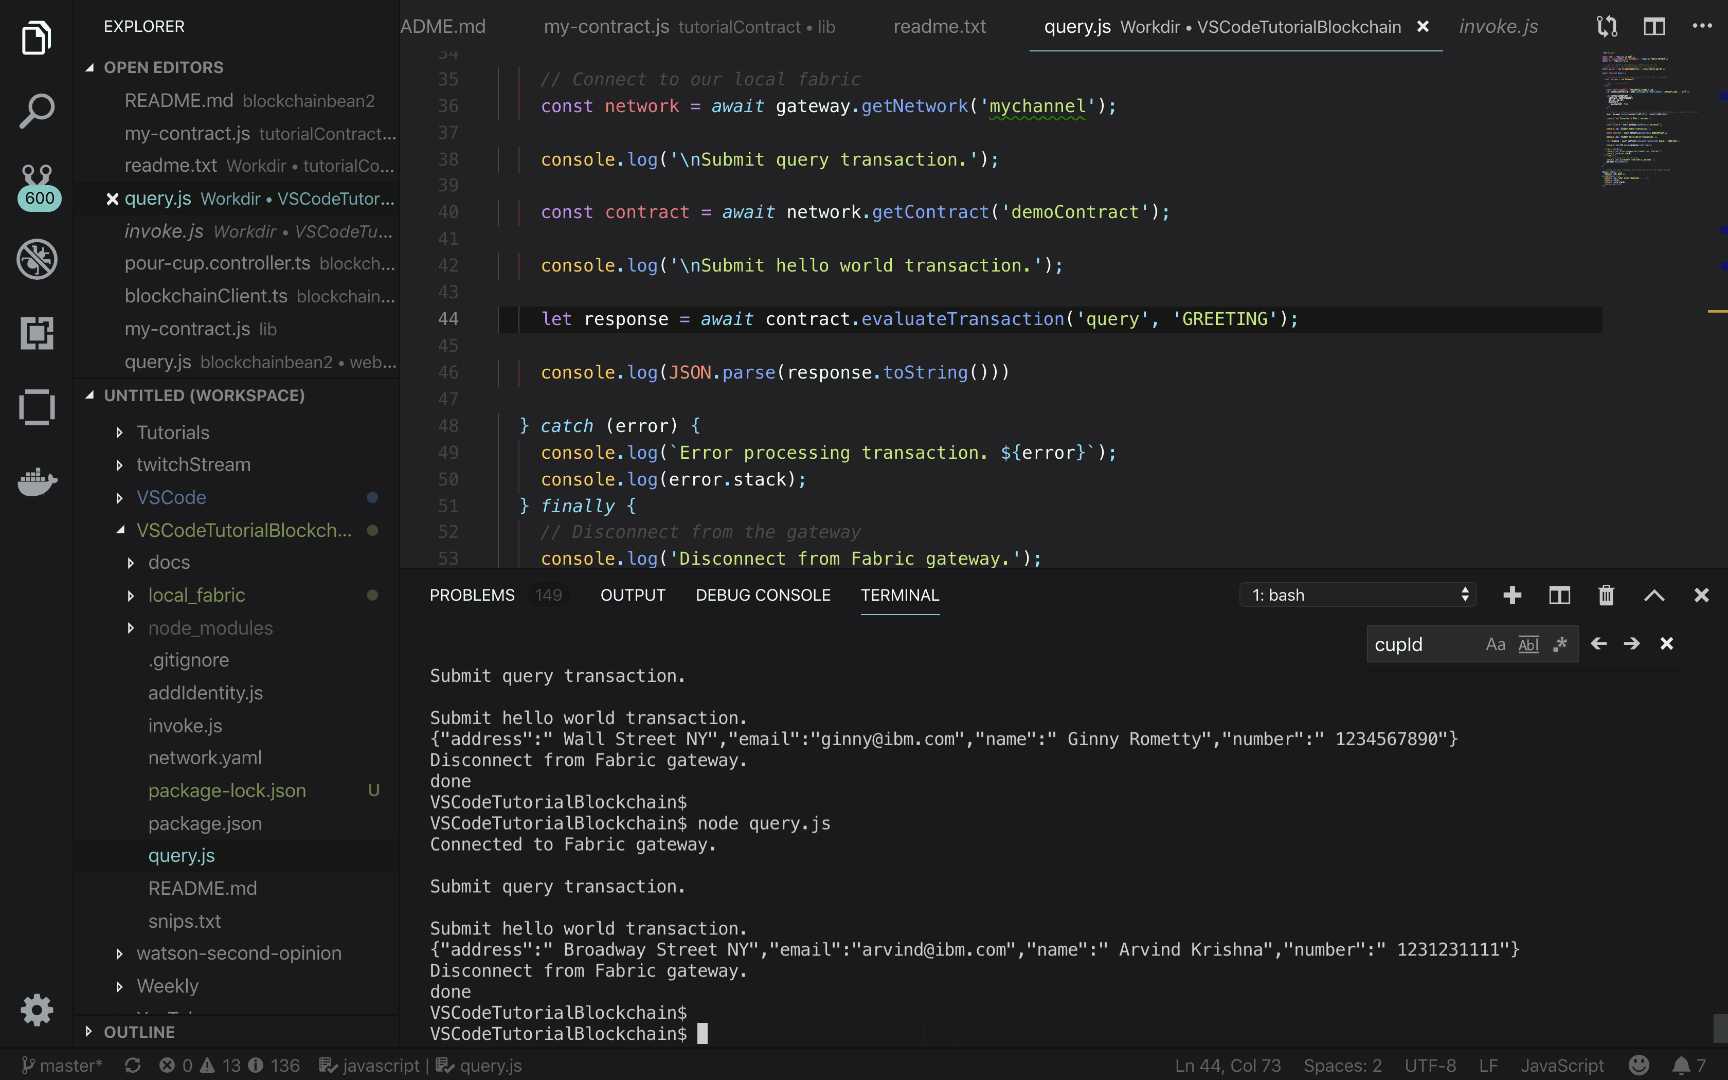 EXPLORER
ADME.md
my-contract.js tutorialContract • lib
readme.txt
query.js Workdir • VSCodeTutorialBlockchain
invoke.js
OPEN EDITORS
README.md blockchainbean2
my-contract.js tutorialContract...
readme.txt Workdir • tutorialCo...
query.js Workdir • VSCodeTutor...
invoke.js Workdir • VSCodeTu...
pour-cup.controller.ts blockch...
blockchainClient.ts blockchain...
my-contract.js lib
query.js blockchainbean2 • web...
600
UNTITLED (WORKSPACE)
Tutorials
twitchStream
VSCode
VSCodeTutorialBlockch...
docs
local_fabric
node_modules
.gitignore
addIdentity.js
invoke.js
network.yaml
package-lock.json U
package.json
query.js
README.md
snips.txt
watson-second-opinion
Weekly
OUTLINE
34
35 // Connect to our local fabric
36 const network = await gateway.getNetwork('mychannel');
37
38 console.log('\nSubmit query transaction.');
39
40 const contract = await network.getContract('demoContract');
41
42 console.log('\nSubmit hello world transaction.');
43
44 let response = await contract.evaluateTransaction('query', 'GREETING');
45
46 console.log(JSON.parse(response.toString()))
47
48 } catch (error) {
49 console.log(`Error processing transaction. ${error}`);
50 console.log(error.stack);
51 } finally {
52 // Disconnect from the gateway
53 console.log('Disconnect from Fabric gateway.');
PROBLEMS 149 OUTPUT DEBUG CONSOLE TERMINAL 1: bash
cupId Aa Abl .*
Submit query transaction.
Submit hello world transaction.
{"address":" Wall Street NY","email":"ginny@ibm.com","name":" Ginny Rometty","number":" 1234567890"}
Disconnect from Fabric gateway.
done
VSCodeTutorialBlockchain$
VSCodeTutorialBlockchain$ node query.js
Connected to Fabric gateway.
Submit query transaction.
Submit hello world transaction.
{"address":" Broadway Street NY","email":"arvind@ibm.com","name":" Arvind Krishna","number":" 1231231111"}
Disconnect from Fabric gateway.
done
VSCodeTutorialBlockchain$
VSCodeTutorialBlockchain$
master* 0 13 136 javascript | query.js Ln 44, Col 73 Spaces: 2 UTF-8 LF JavaScript 7